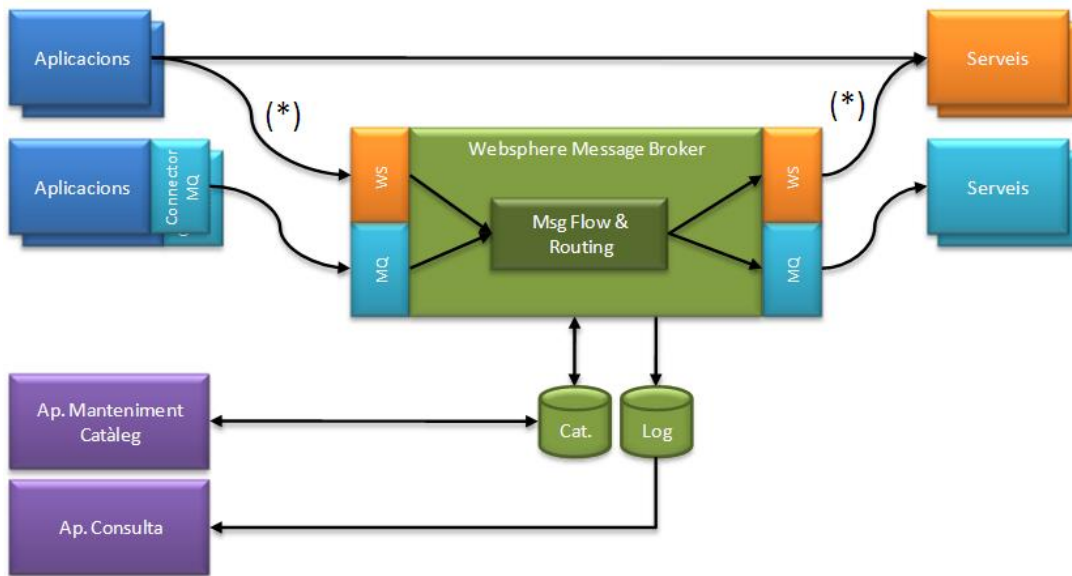 Aplicacions
Serveis
(*)
(*)
Aplicacions
Connector
MQ
WS
Websphere Message Broker
WS
Serveis
Msg Flow &
Routing
MQ
MQ
Ap. Manteniment
Catàleg
Cat.
Log
Ap. Consulta